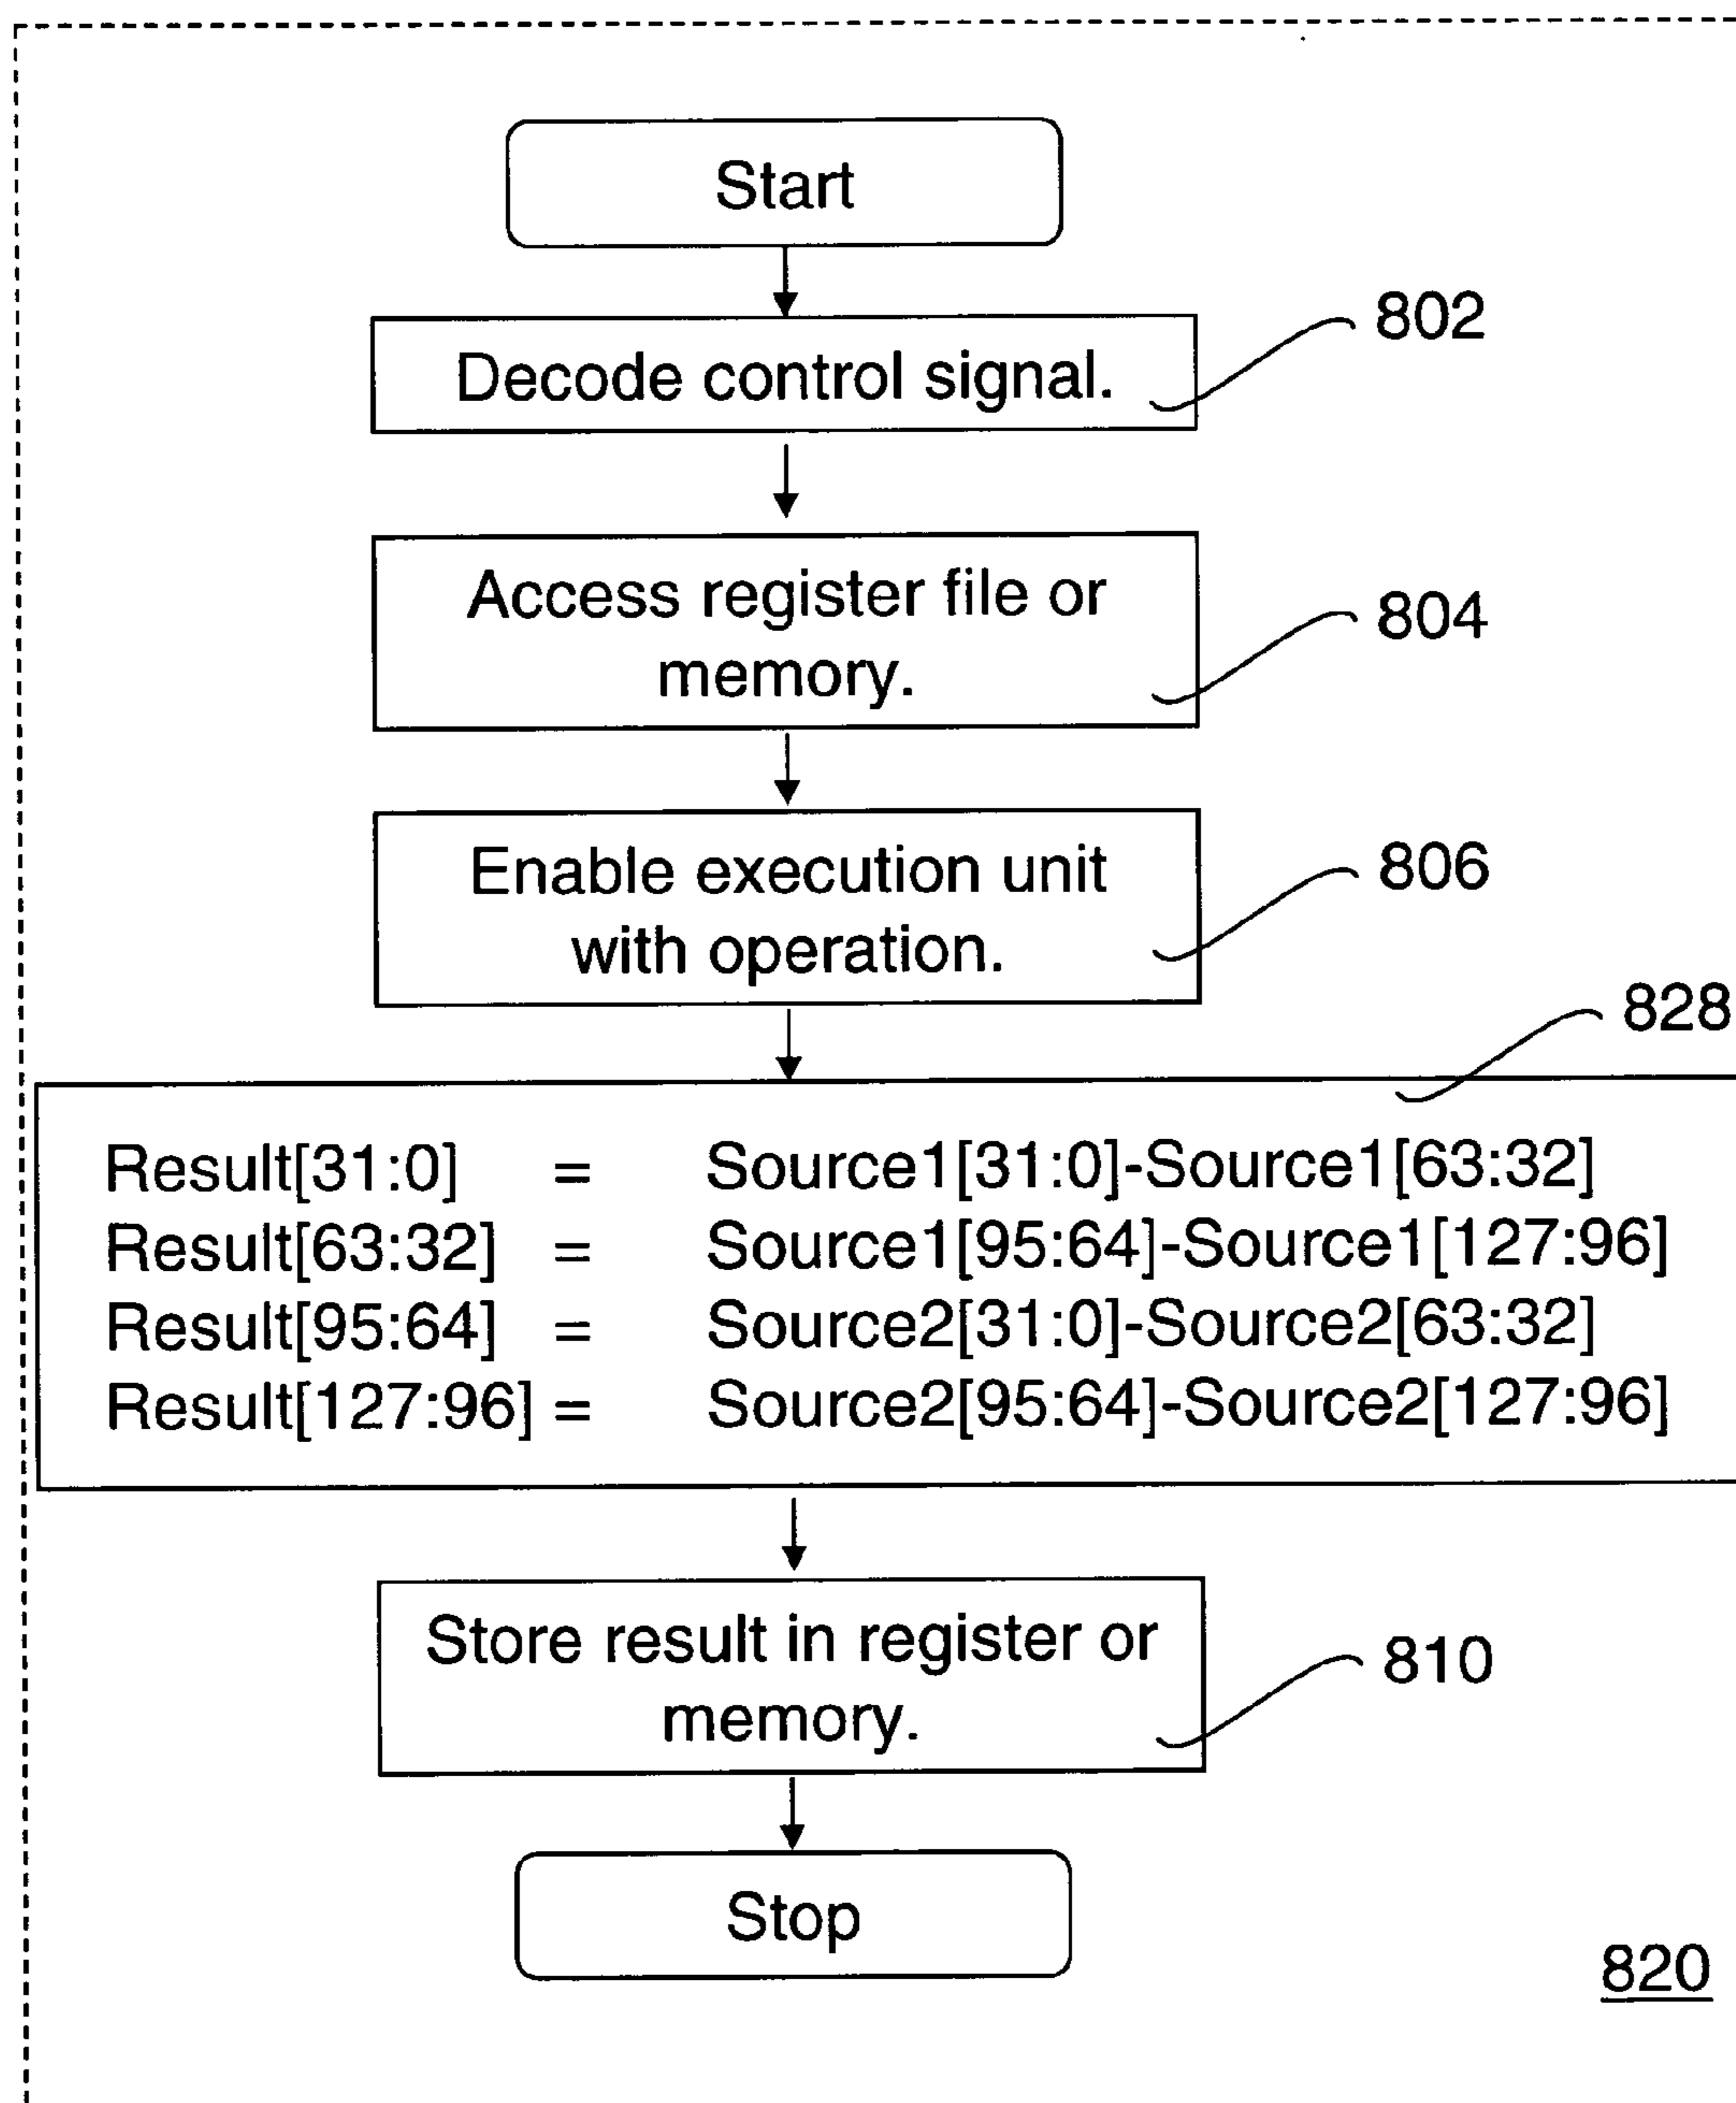 Start
802
Decode control signal.
Access register file or
memory.
804
Enable execution unit
with operation.
806
828
Result[31:0] = Source1[31:0]-Source1[63:32]
Result[63:32] = Source1[95:64]-Source1[127:96]
Result[95:64] = Source2[31:0]-Source2[63:32]
Result[127:96] = Source2[95:64]-Source2[127:96]
Store result in register or
memory.
810
Stop
820